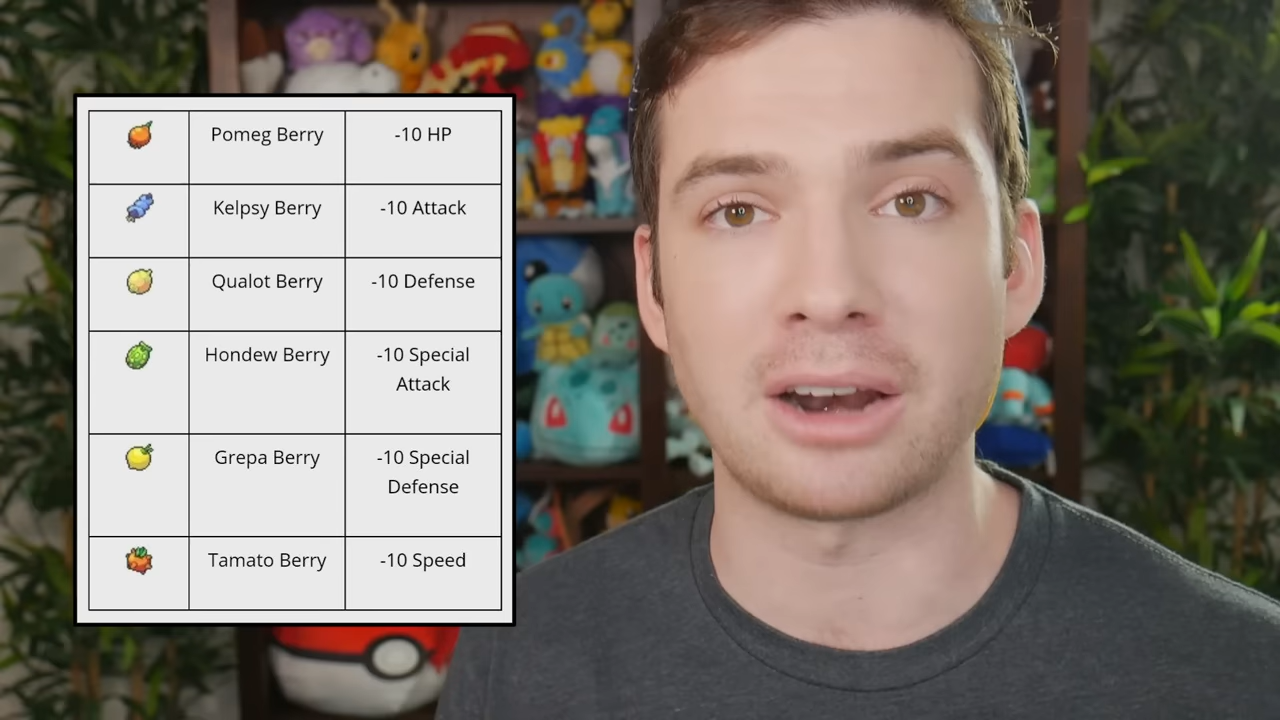 Pomeg Berry -10 HP
Kelpsy Berry -10 Attack
Qualot Berry -10 Defense
Hondew Berry -10 Special
Attack
Grepa Berry -10 Special
Defense
Tamato Berry -10 Speed